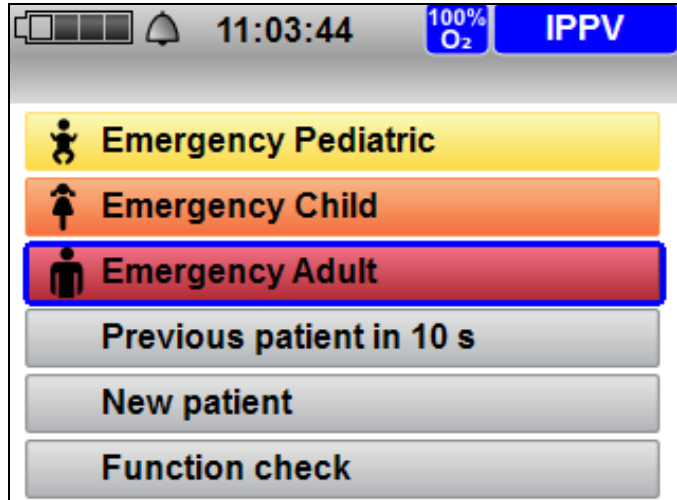 11:03:44
100%
O₂
IPPV
Emergency Pediatric
Emergency Child
Emergency Adult
Previous patient in 10 s
New patient
Function check